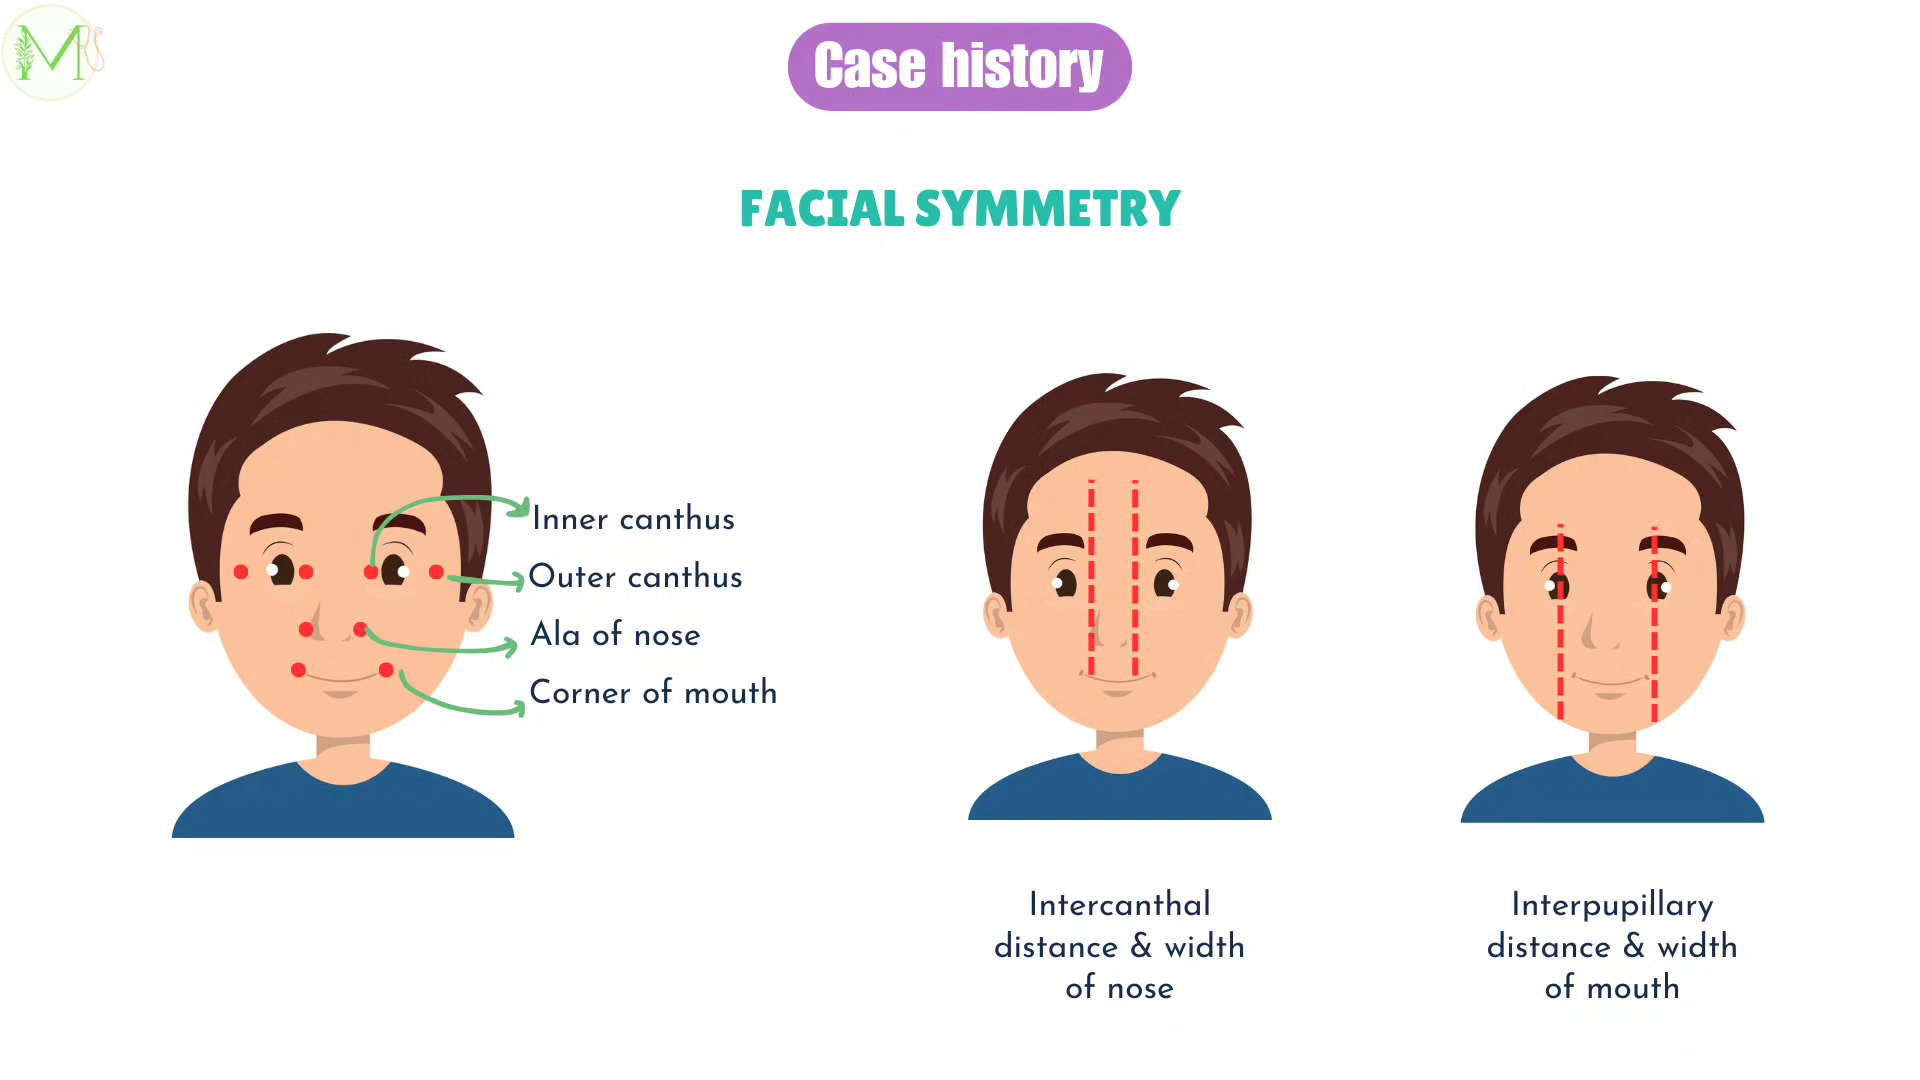 M
Case history
FACIAL SYMMETRY
Inner canthus
Outer canthus
Ala of nose
Corner of mouth
Intercanthal
distance & width
of nose
Interpupillary
distance & width
of mouth